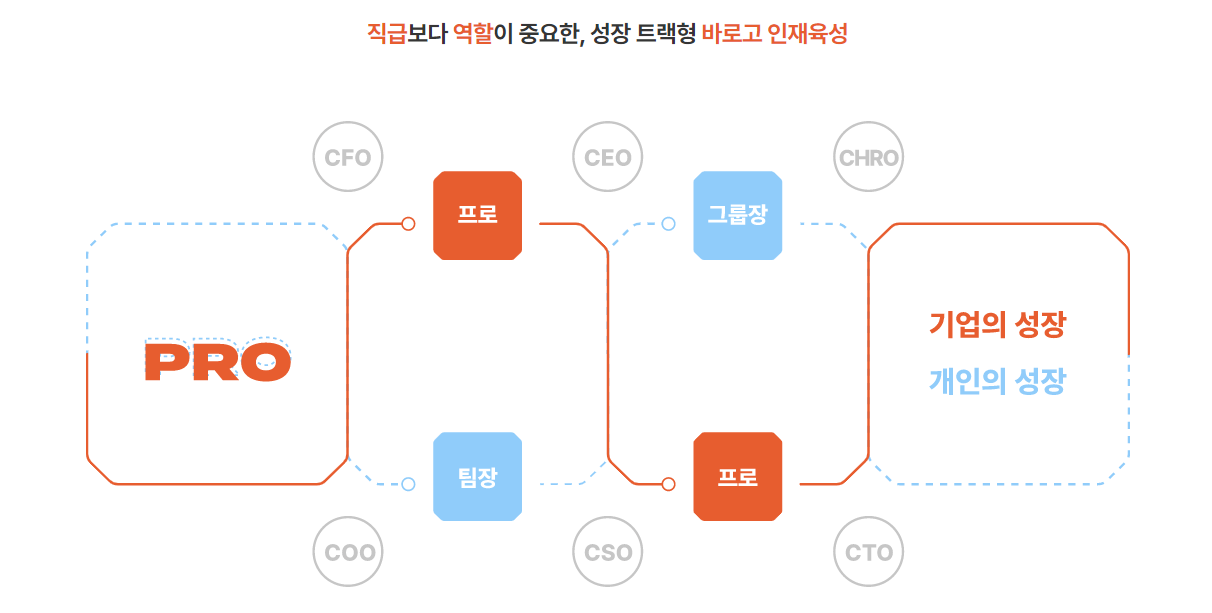 직급보다 역할이 중요한, 성장 트랙형 바로고 인재육성
CFO
CEO
CHRO
프로
그룹장
PRO
기업의 성장
개인의 성장
팀장
프로
COO
CSO
CTO